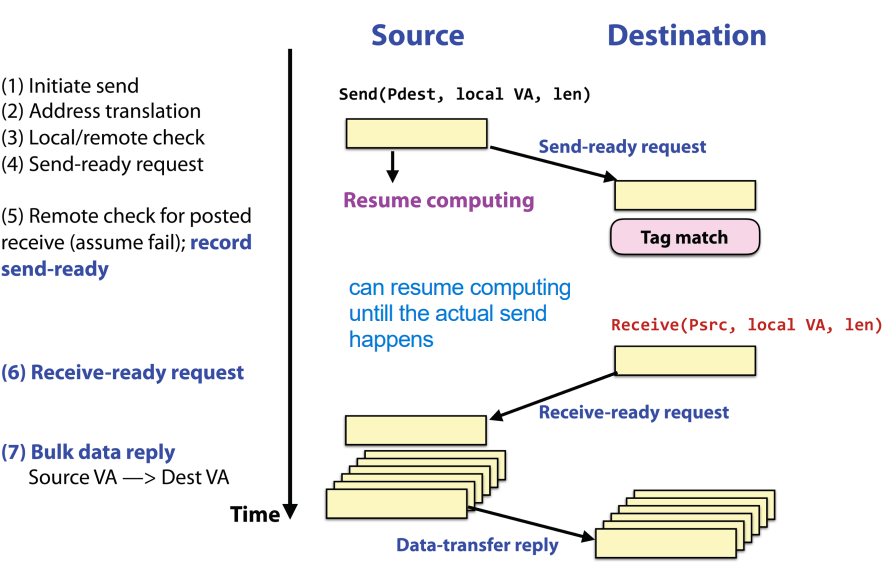 Source
Destination
(1) Initiate send
(2) Address translation
(3) Local/remote check
(4) Send-ready request
(5) Remote check for posted
receive (assume fail); record
send-ready
(6) Receive-ready request
(7) Bulk data reply
Source VA —> Dest VA
Time
Send(Pdest, local VA, len)
Send-ready request
Resume computing
Tag match
can resume computing
untill the actual send
happens
Receive(Psrc, local VA, len)
Receive-ready request
Data-transfer reply